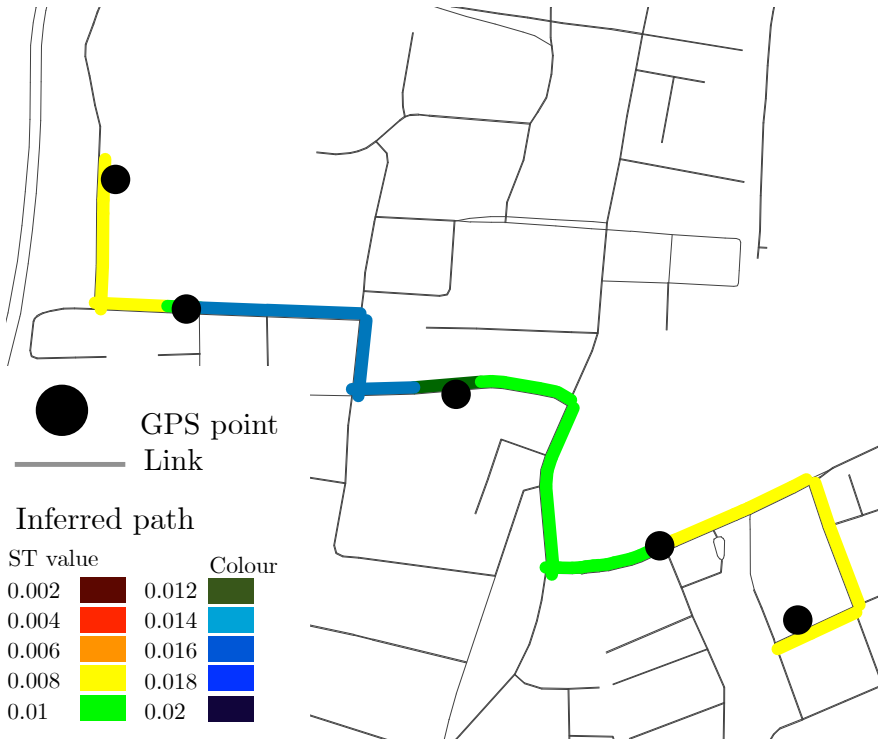 GPS point
Link
Inferred path
ST value
Colour
0.002 0.012
0.004 0.014
0.006 0.016
0.008 0.018
0.01 0.02